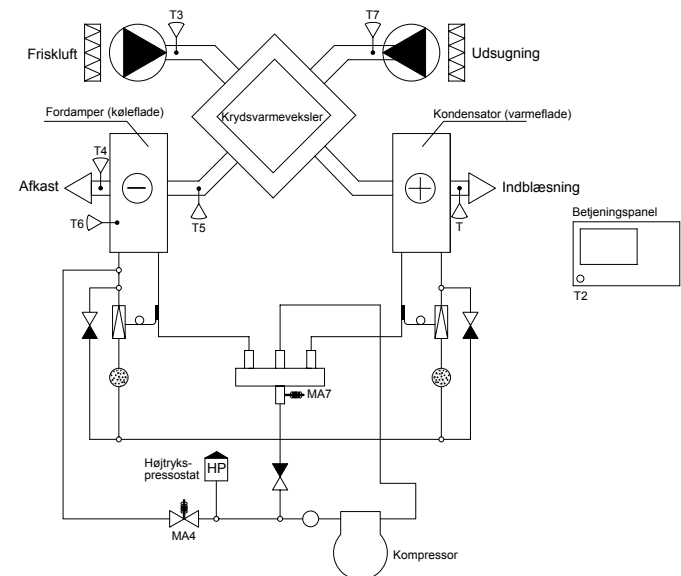 T3
T7
Friskluft
Udsugning
Krydsvarmeveksler
Fordamper (køleflade)
Kondensator (varmeflade)
T4
Afkast
T6
T5
T
Indblæsning
Betjeningspanel
T2
MA7
Højtryks-
pressostat
HP
MA4
Kompressor